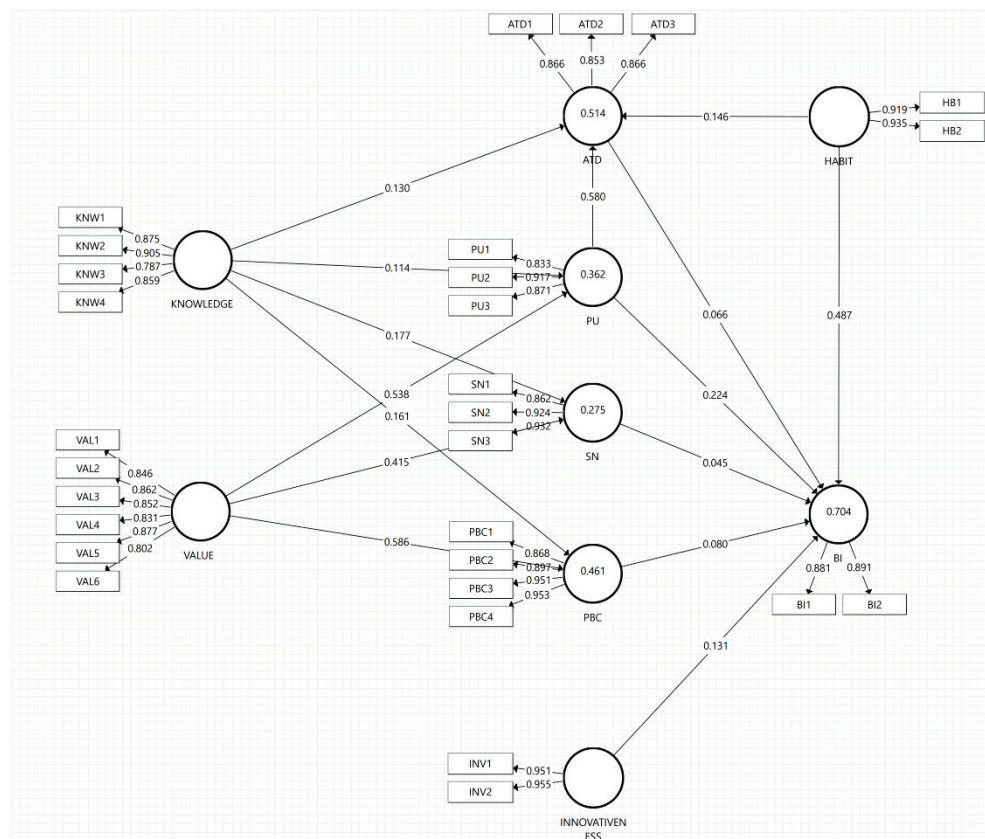 ATD1 ATD2 ATD3
0.866 0.853 0.866
0.514
ATD
0.146
HB1
0.919
0.935
HB2
HABIT
0.130
0.580
KNW1
0.875
KNW2
0.905
KNW3
0.787
KNW4
0.859
KNOWLEDGE
0.114
PU1
0.833
PU2
0.917
PU3
0.871
0.362
PU
0.066
0.487
0.177
0.538
0.161
0.224
SN1
0.862
SN2
0.924
SN3
0.932
0.275
SN
0.045
VAL1
0.846
VAL2
0.862
VAL3
0.852
VAL4
0.831
VAL5
0.877
VAL6
0.802
VALUE
0.415
0.586
PBC1
0.868
PBC2
0.897
PBC3
0.951
PBC4
0.953
0.461
PBC
0.080
0.704
BI
0.881 0.891
BI1 BI2
0.131
INV1
0.951
INV2
0.955
INNOVATIVEN
ESS